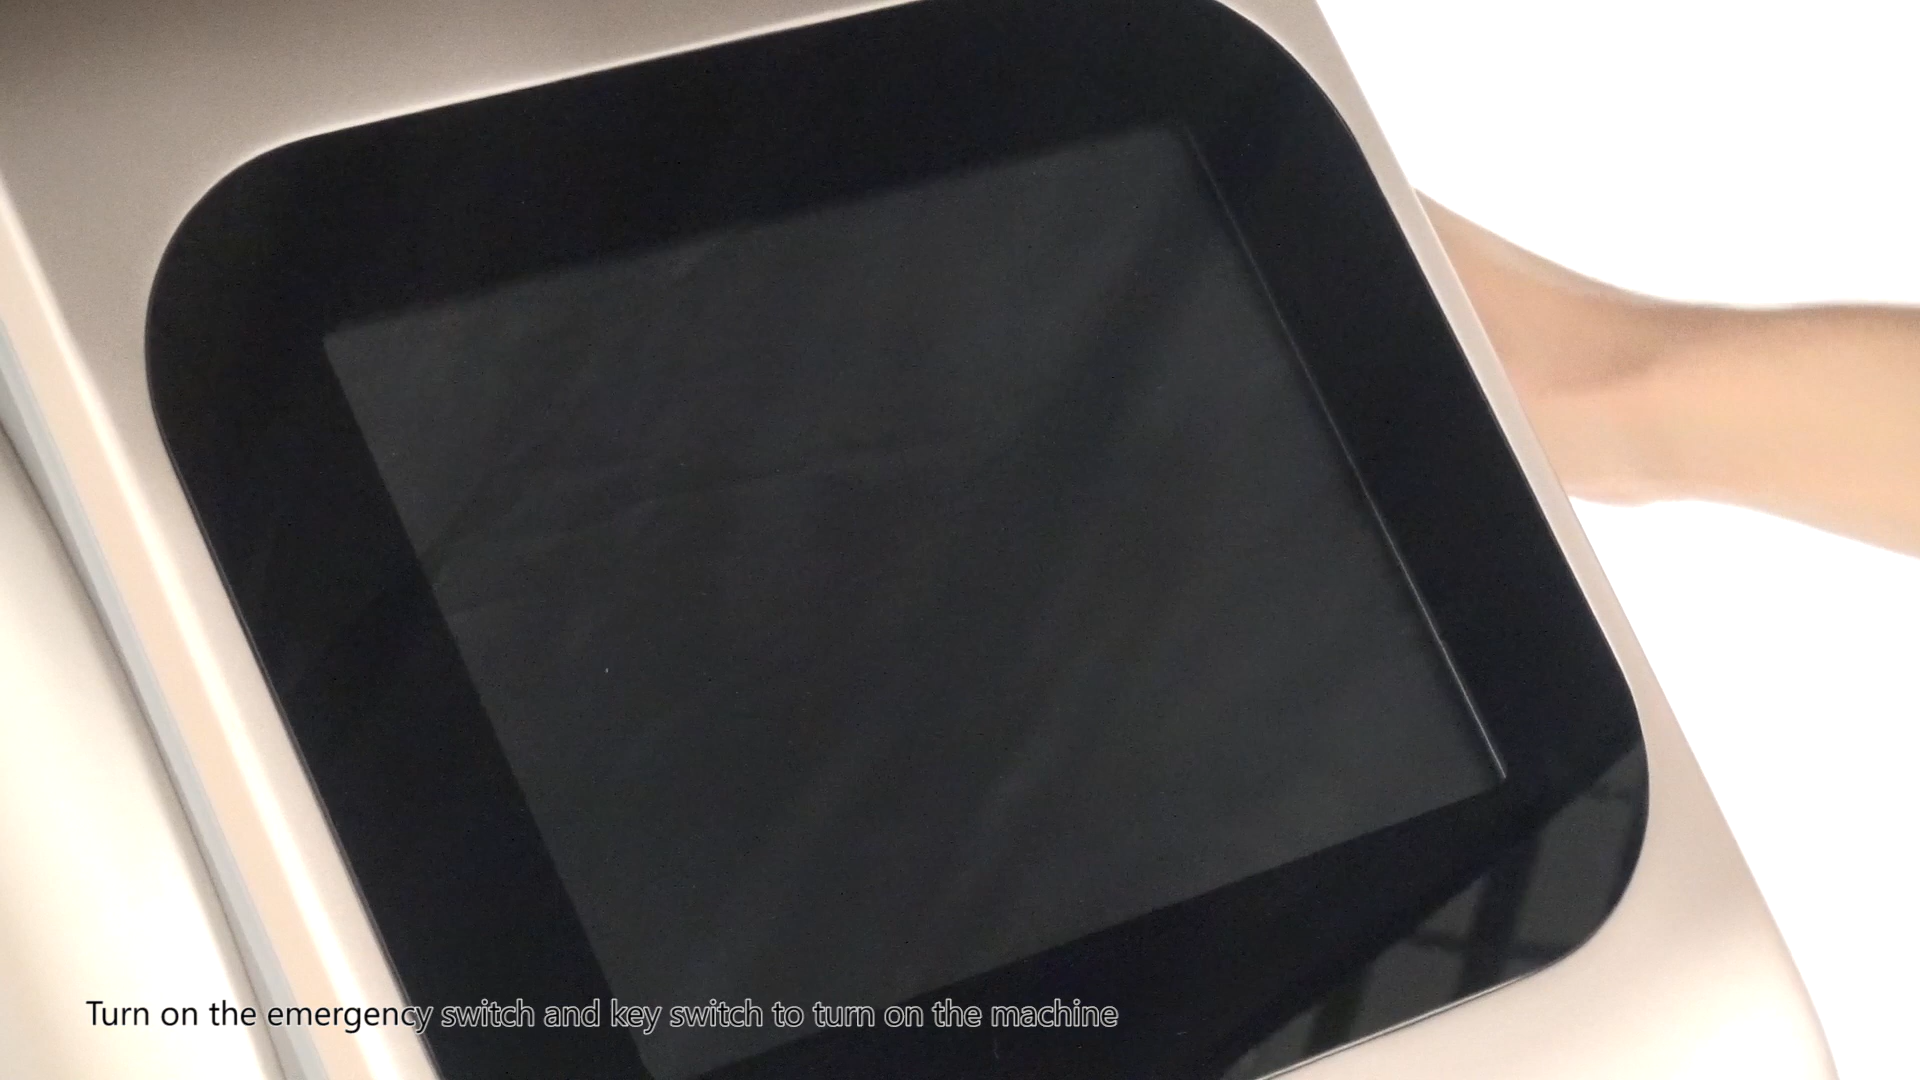 Turn on the emergency switch and key switch to turn on the machine